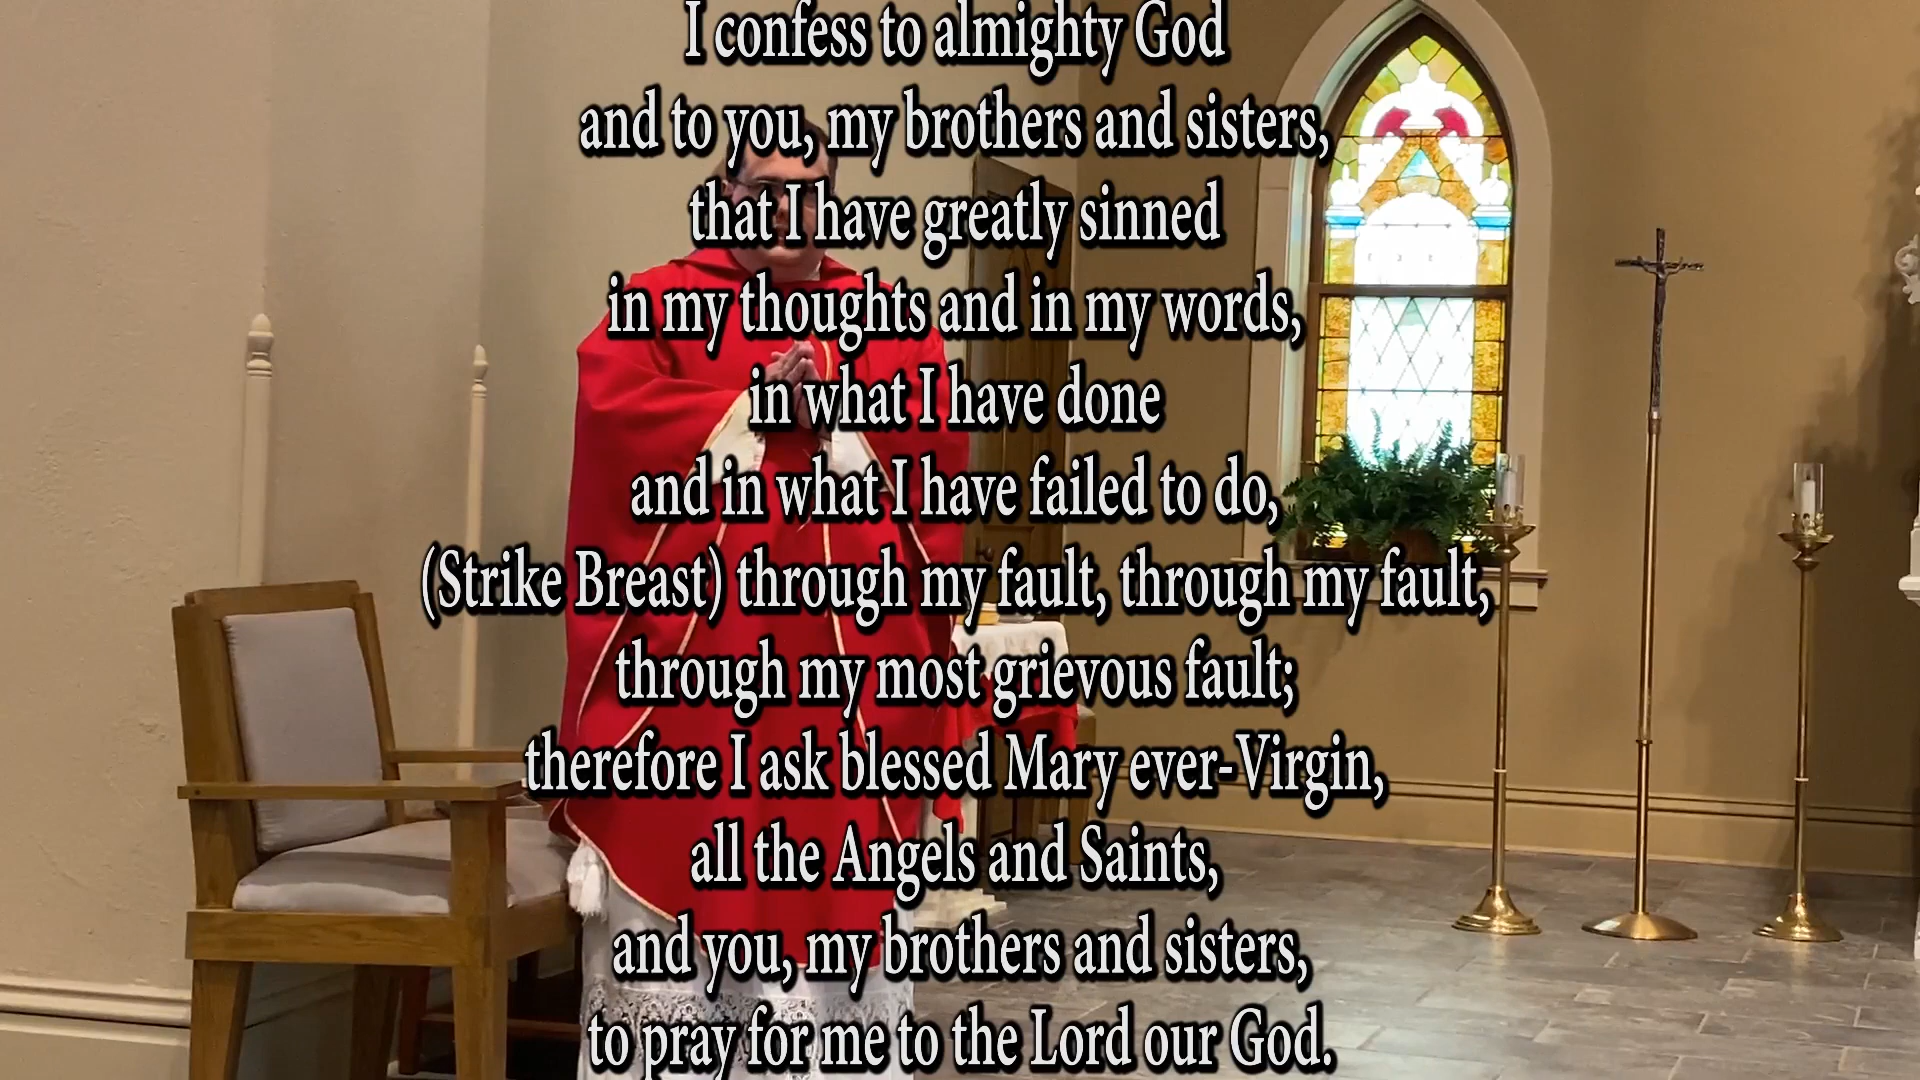 I confess to almighty God
and to you, my brothers and sisters,
that I have greatly sinned
in my thoughts and in my words,
in what I have done
and in what I have failed to do,
(Strike Breast) through my fault, through my fault,
through my most grievous fault;
therefore I ask blessed Mary ever-Virgin,
all the Angels and Saints,
and you, my brothers and sisters,
to pray for me to the Lord our God.